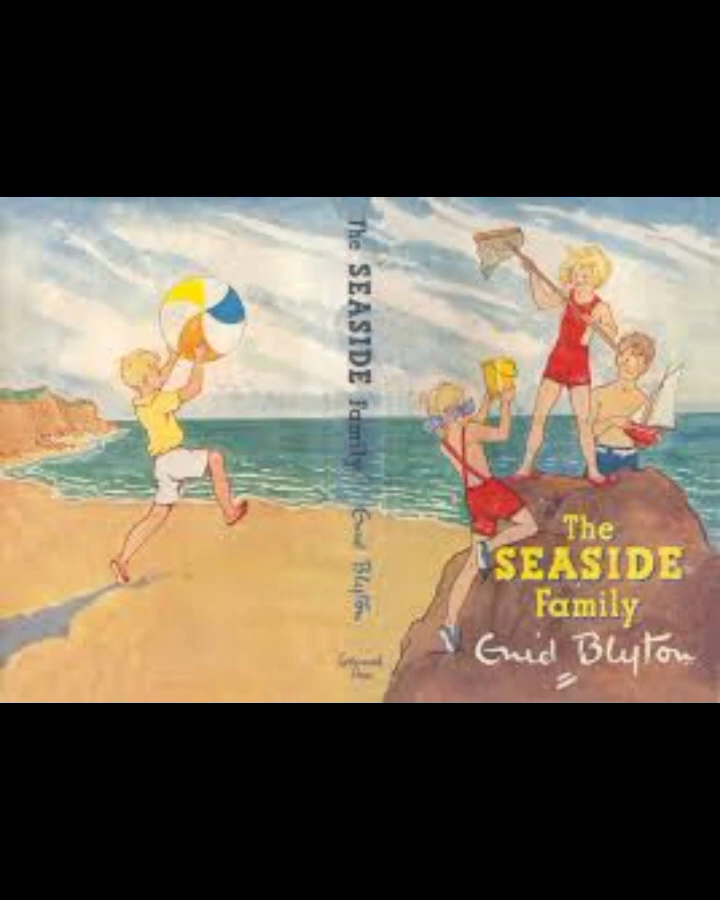 The SEASIDE Family Enid Blyton
The
SEASIDE
Family
Enid Blyton